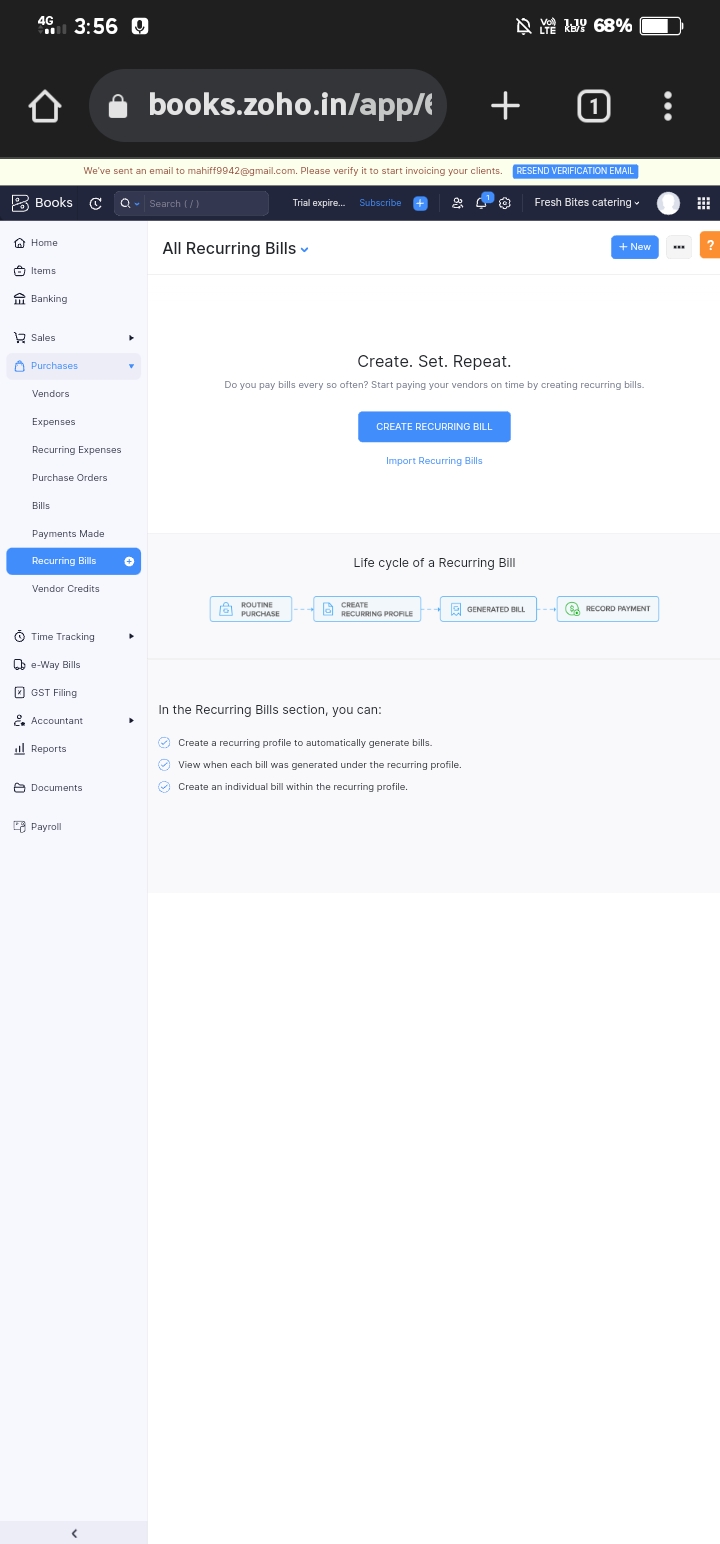 4G 3:56 Vo) LTE 1.10 KB/s 68%
books.zoho.in/app/6
1
We've sent an email to mahiff9942@gmail.com. Please verify it to start invoicing your clients. RESEND VERIFICATION EMAIL
Books Search ( / ) Trial expire... Subscribe 1 Fresh Bites catering
Home
Items
Banking
Sales
Purchases
Vendors
Expenses
Recurring Expenses
Purchase Orders
Bills
Payments Made
Recurring Bills
Vendor Credits
Time Tracking
e-Way Bills
GST Filing
Accountant
Reports
Documents
Payroll
All Recurring Bills
+ New
?
Create. Set. Repeat.
Do you pay bills every so often? Start paying your vendors on time by creating recurring bills.
CREATE RECURRING BILL
Import Recurring Bills
Life cycle of a Recurring Bill
ROUTINE
PURCHASE
CREATE
RECURRING PROFILE
GENERATED BILL
RECORD PAYMENT
In the Recurring Bills section, you can:
Create a recurring profile to automatically generate bills.
View when each bill was generated under the recurring profile.
Create an individual bill within the recurring profile.